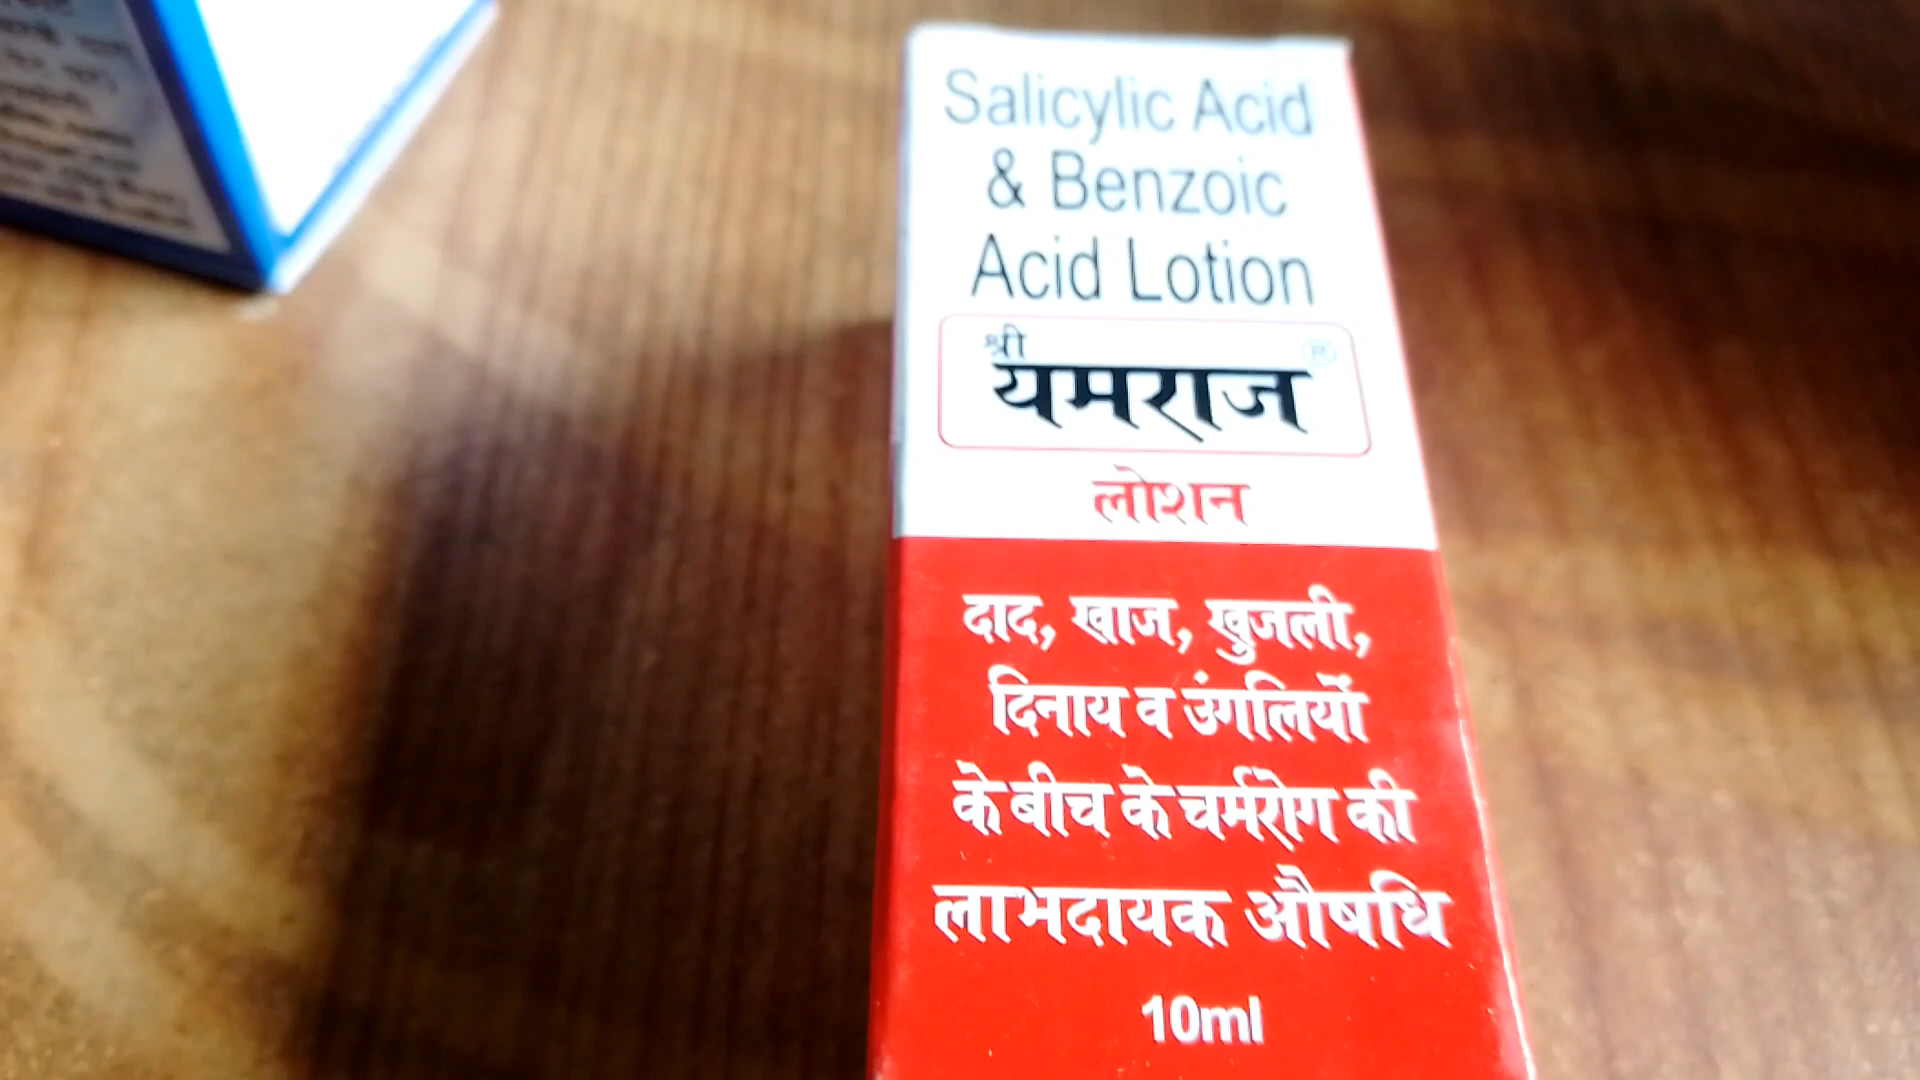 Salicylic Acid
& Benzoic
Acid Lotion
श्री
यमराज ®
लोशन
दाद, खाज, खुजली,
दिनाय व उंगलियों
के बीच के चर्मरोग की
लाभदायक औषधि
10ml